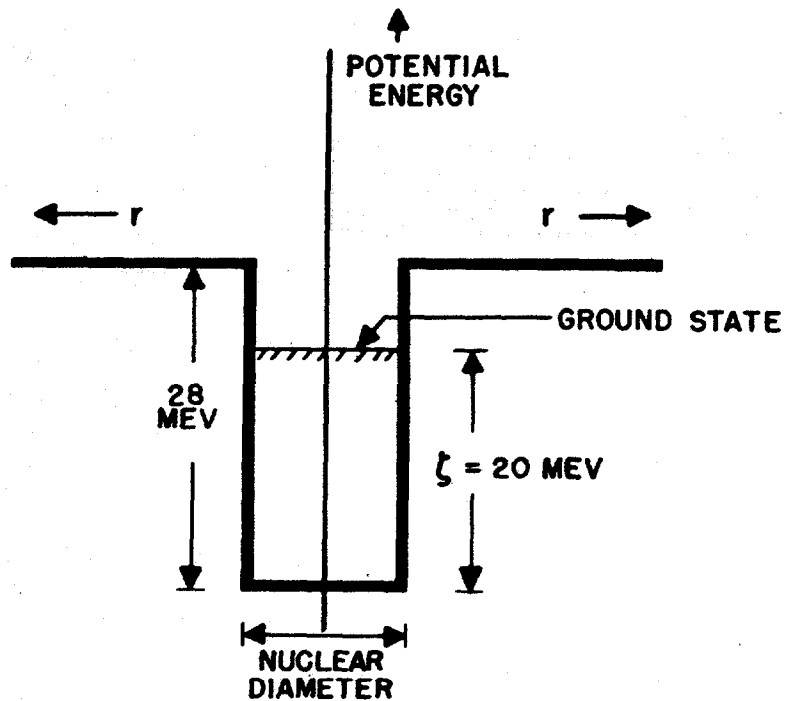 POTENTIAL
ENERGY
r
r
GROUND STATE
28
MEV
ζ = 20 MEV
NUCLEAR
DIAMETER